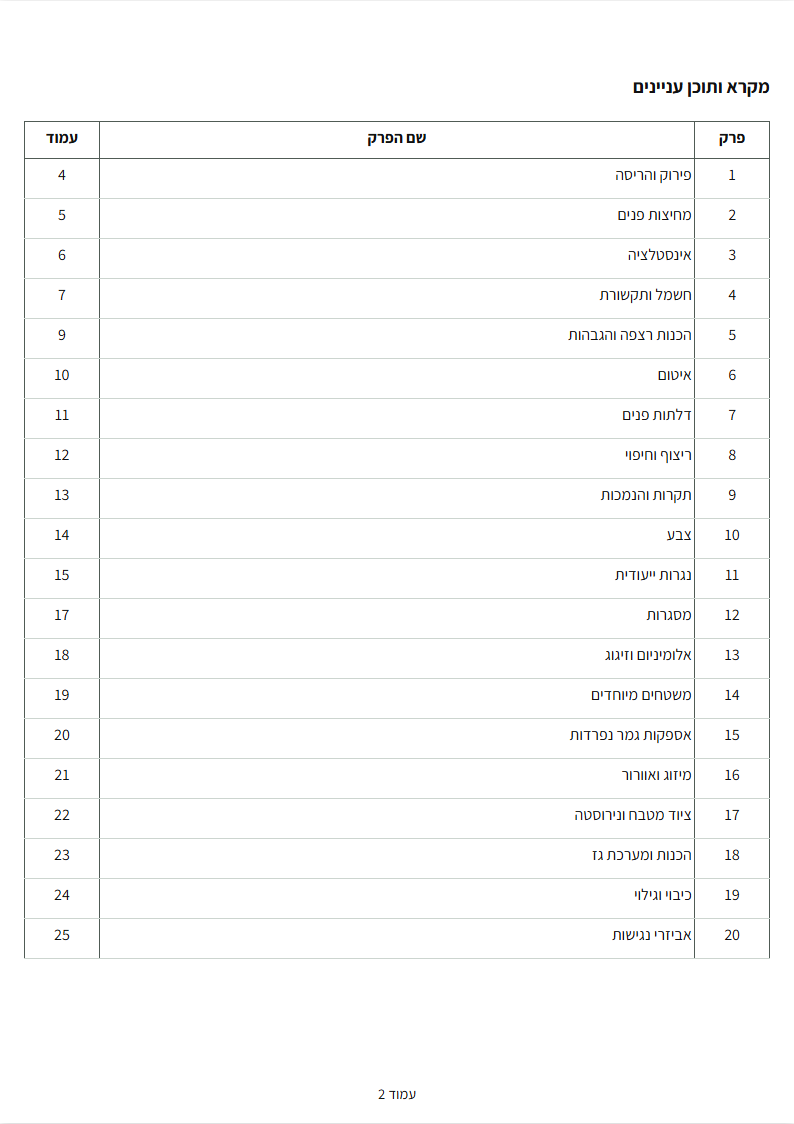 מקרא ותוכן עניינים
פרק שם הפרק עמוד
1 פירוק והריסה 4
2 מחיצות פנים 5
3 אינסטלציה 6
4 חשמל ותקשורת 7
5 הכנות רצפה והגבהות 9
6 איטום 10
7 דלתות פנים 11
8 ריצוף וחיפוי 12
9 תקרות והנמכות 13
10 צבע 14
11 נגרות ייעודית 15
12 מסגרות 17
13 אלומיניום וזיגוג 18
14 משטחים מיוחדים 19
15 אספקות גמר נפרדות 20
16 מיזוג ואוורור 21
17 ציוד מטבח ונירוסטה 22
18 הכנות ומערכת גז 23
19 כיבוי וגילוי 24
20 אביזרי נגישות 25
עמוד 2